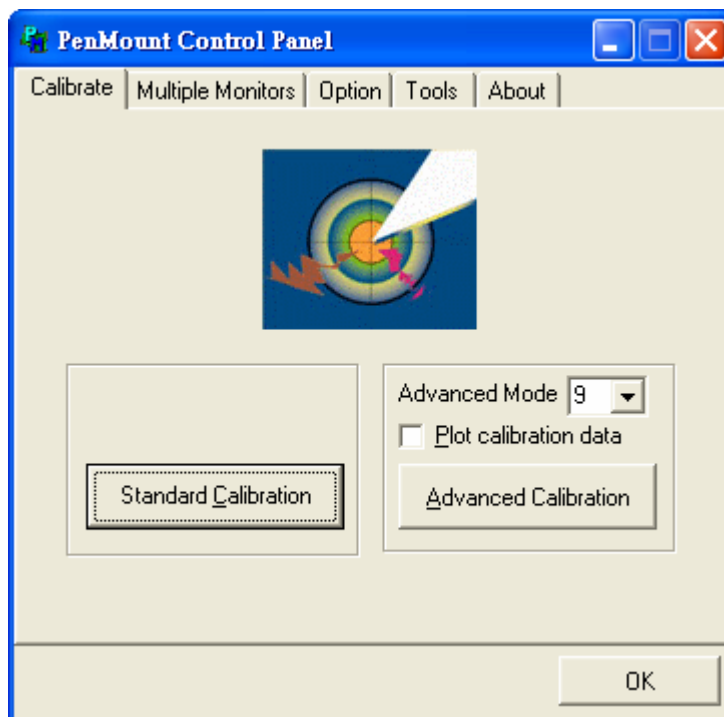 PenMount Control Panel
Calibrate Multiple Monitors Option Tools About
Advanced Mode 9
Plot calibration data
Standard Calibration Advanced Calibration
OK